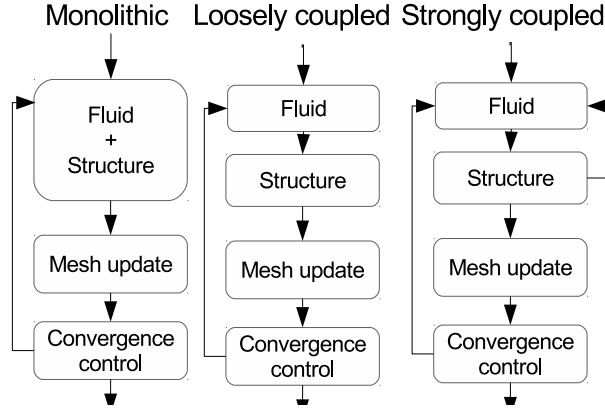 Monolithic
Loosely coupled
Strongly coupled
Fluid
+
Structure
Mesh update
Convergence
control
Fluid
Structure
Mesh update
Convergence
control
Fluid
Structure
Mesh update
Convergence
control